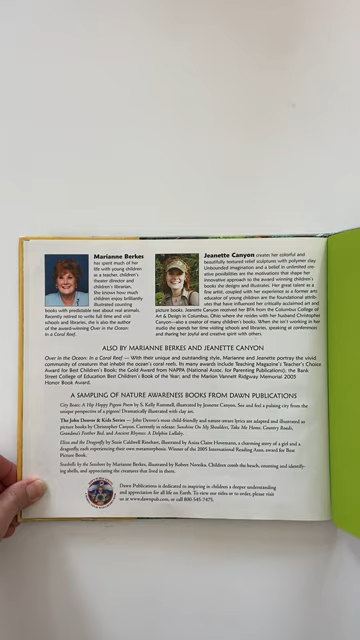 Marianne Berkes
has spent much of her
life with young children
as a teacher, children's
theater director and
children's librarian.
She knows how much
children enjoy brilliantly
illustrated counting
books with predictable text about real animals.
Recently retired to write full time and visit
schools and libraries, she is also the author
of the award-winning Over in the Ocean:
In a Coral Reef.
Jeanette Canyon creates her colorful and
beautifully textured relief sculptures with polymer clay.
Unbounded imagination and a belief in unlimited cre-
ative possibilities are the motivations that shape her
innovative approach to the award-winning children's
books she designs and illustrates. Her great talent as a
fine artist, coupled with her experience as a former arts
educator of young children are the foundational attrib-
utes that have influenced her critically acclaimed art and
picture books. Jeanette Canyon received her BFA from the Columbus College of
Art & Design in Columbus, Ohio where she resides with her husband Christopher
Canyon—also a creator of many children's books. When she isn't working in her
studio she spends her time visiting schools and libraries, speaking at conferences
and sharing her joyful and creative spirit with others.
ALSO BY MARIANNE BERKES AND JEANETTE CANYON
Over in the Ocean: In a Coral Reef — With their unique and outstanding style, Marianne and Jeanette portray the vivid
community of creatures that inhabit the ocean's coral reefs. Its many awards include Teaching Magazine's Teacher's Choice
Award for Best Children's Book; the Gold Award from NAPPA (National Assoc. for Parenting Publications); the Bank
Street College of Education Best Children's Book of the Year; and the Marion Vannett Ridgway Memorial 2005
Honor Book Award.
A SAMPLING OF NATURE AWARENESS BOOKS FROM DAWN PUBLICATIONS
City Beats: A Hip Hoppy Pigeon Poem by S. Kelly Rammell, illustrated by Jeanette Canyon. See and feel a pulsing city from the
unique perspective of a pigeon! Dramatically illustrated with clay art.
The John Denver & Kids Series — John Denver's most child-friendly and nature-aware lyrics are adapted and illustrated as
picture books by Christopher Canyon. Currently in release: Sunshine On My Shoulders, Take Me Home, Country Roads,
Grandma's Feather Bed, and Ancient Rhymes: A Dolphin Lullaby.
Eliza and the Dragonfly by Susie Caldwell Rinehart, illustrated by Anisa Claire Hovemann, a charming story of a girl and a
dragonfly, each experiencing their own metamorphosis. Winner of the 2005 International Reading Assn. award for Best
Picture Book.
Seashells by the Seashore by Marianne Berkes, illustrated by Robert Noreika. Children comb the beach, counting and identify-
ing shells, and appreciating the creatures that lived in them.
Dawn Publications is dedicated to inspiring in children a deeper understanding
and appreciation for all life on Earth. To view our titles or to order, please visit
us at www.dawnpub.com, or call 800-545-7475.